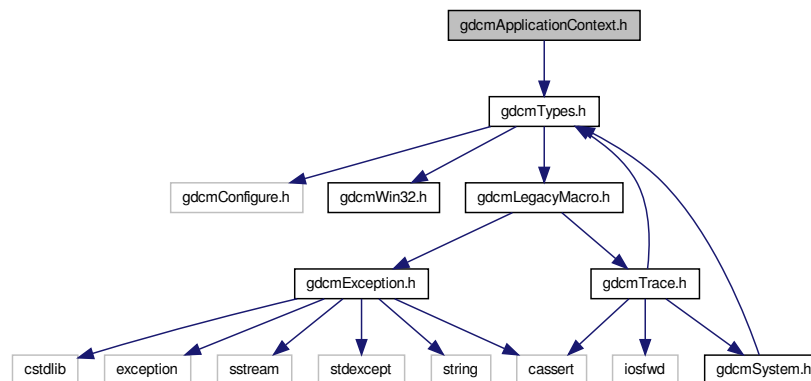 gdcmApplicationContext.h
gdcmTypes.h
gdcmConfigure.h
gdcmWin32.h
gdcmLegacyMacro.h
gdcmException.h
gdcmTrace.h
cstdlib
exception
sstream
stdexcept
string
cassert
iosfwd
gdcmSystem.h